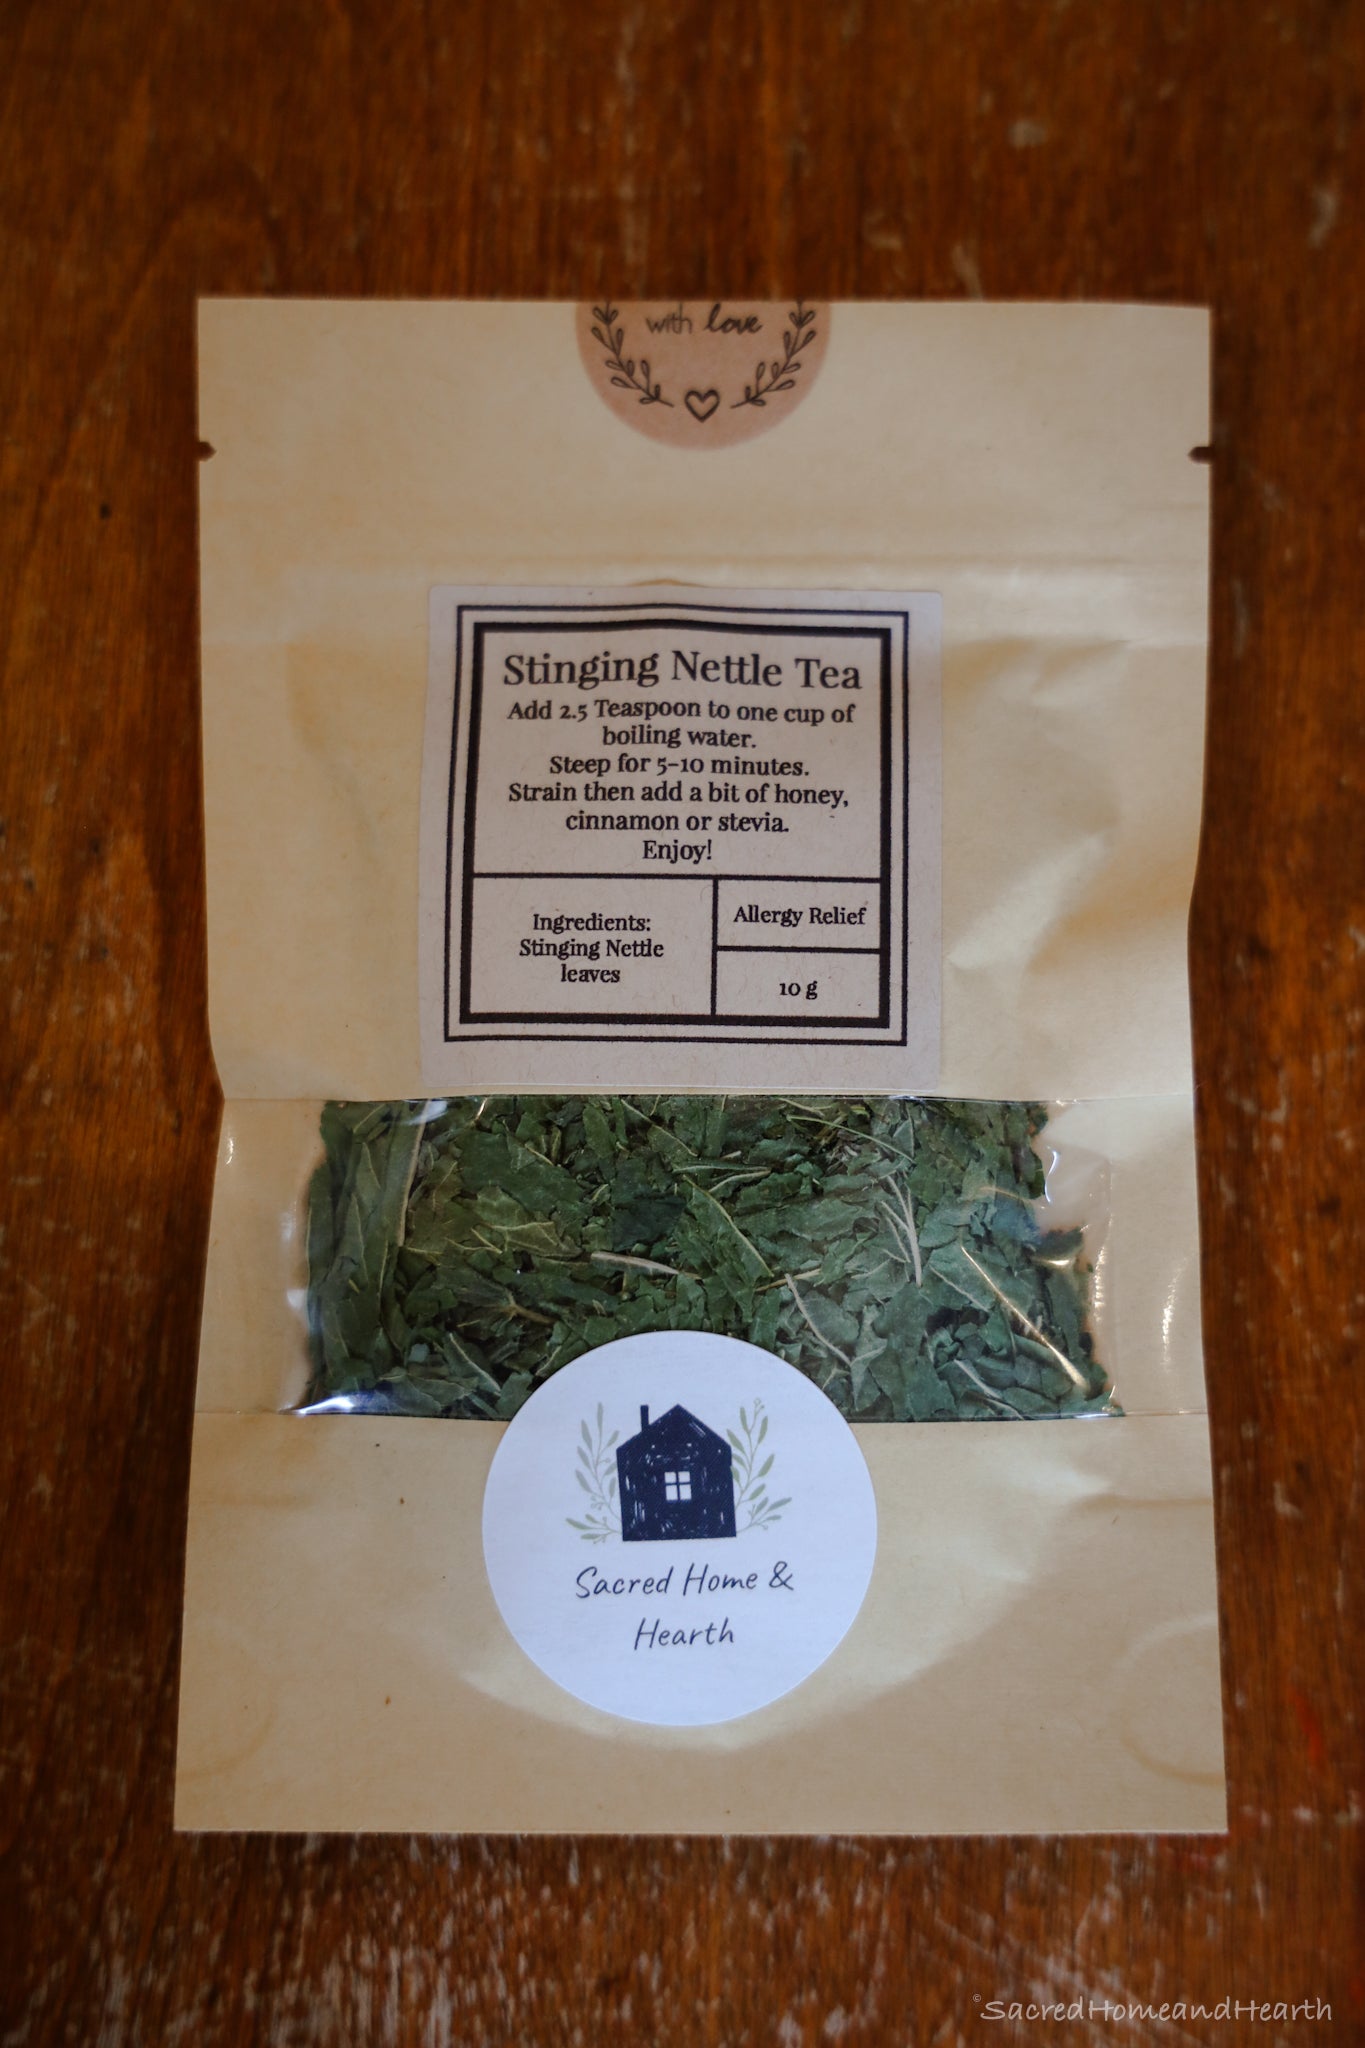 with love
Stinging Nettle Tea
Add 2.5 Teaspoon to one cup of
boiling water.
Steep for 5-10 minutes.
Strain then add a bit of honey,
cinnamon or stevia.
Enjoy!
Ingredients:
Stinging Nettle
leaves
Allergy Relief
10 g
Sacred Home &
Hearth
©SacredHomeandHearth